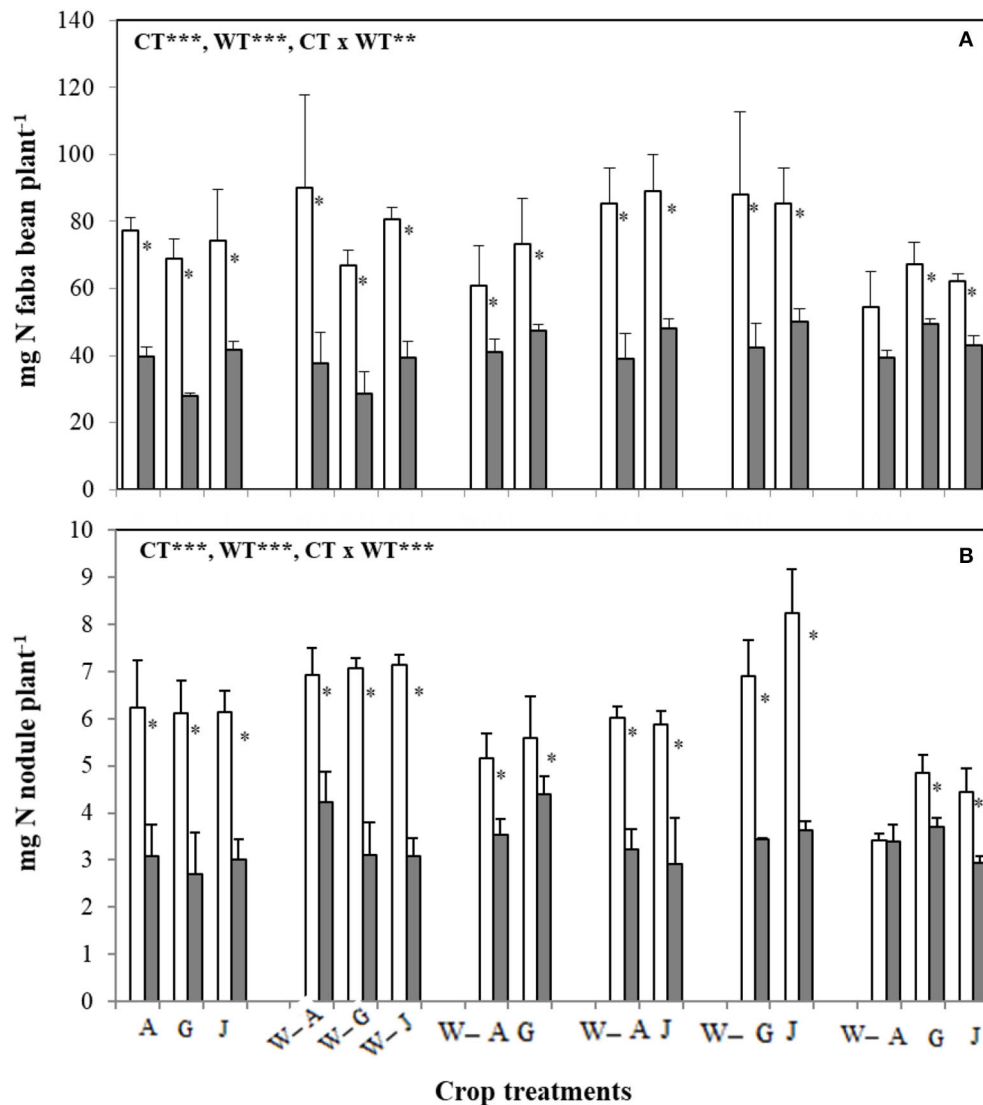 140
120
100
80
60
40
20
0
mg N faba bean plant⁻¹
CT***, WT***, CT x WT**
A
* * * * * * * * * * * * * *
10
9
8
7
6
5
4
3
2
1
0
mg N nodule plant⁻¹
CT***, WT***, CT x WT***
B
* * * * * * * * * * * * * *
A G J W– A W– G W– J W– A G W– A J W– G J W– A G J
Crop treatments